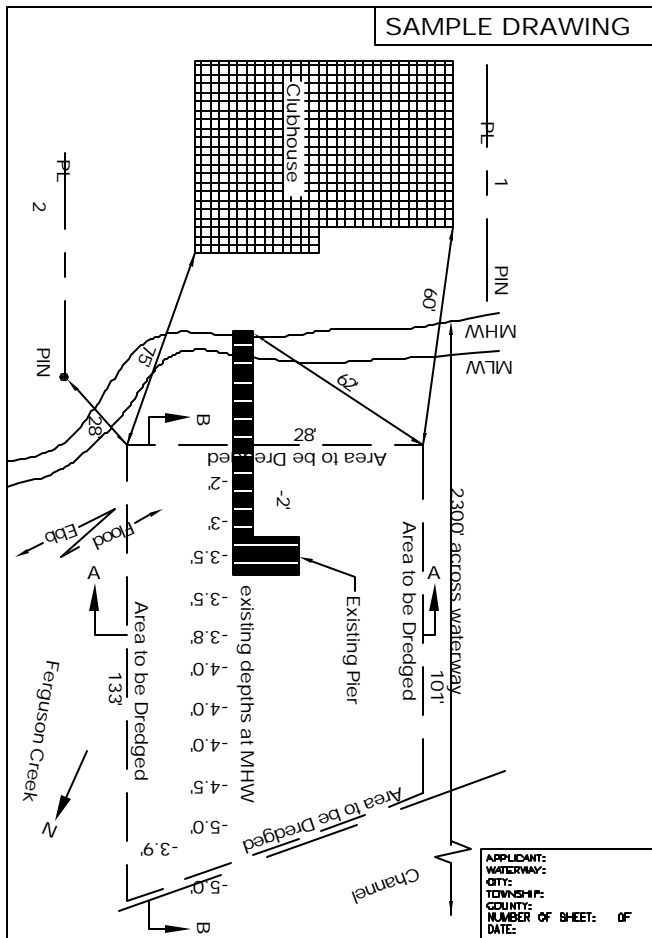 SAMPLE DRAWING
Clubhouse
PL
1
PIN
PL
2
PIN
MHW
MLW
60'
75'
62'
28'
B
28'
Area to be Dredged
-2'
-2'
-3'
-3.5'
-3.5'
-3.8'
-4.0'
-4.0'
-4.0'
-4.5'
-5.0'
-5.0'
-3.9'
existing depths at MHW
Existing Pier
Flood
Ebb
A
A
Area to be Dredged
133'
Area to be Dredged
101'
2300' across waterway
Ferguson Creek
N
Area to be Dredged
Channel
B
APPLICANT:
WATERWAY:
CITY:
TOWNSHIP:
COUNTY:
NUMBER OF SHEET: OF
DATE: